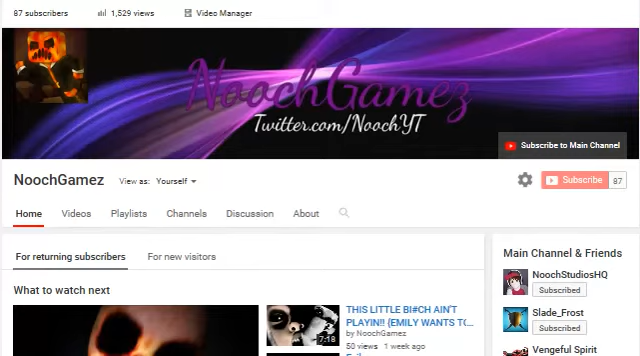 87 subscribers 1,529 views Video Manager
NoochGamez
Twitter.com/NoochYT
Subscribe to Main Channel
NoochGamez View as: Yourself
Subscribe 87
Home Videos Playlists Channels Discussion About
For returning subscribers For new visitors
What to watch next
7:18
THIS LITTLE BI#CH AIN'T
PLAYIN!! {EMILY WANTS TO...
by NoochGamez
50 views 1 week ago
Main Channel & Friends
NoochStudiosHQ
Subscribed
Slade_Frost
Subscribed
Vengeful Spirit